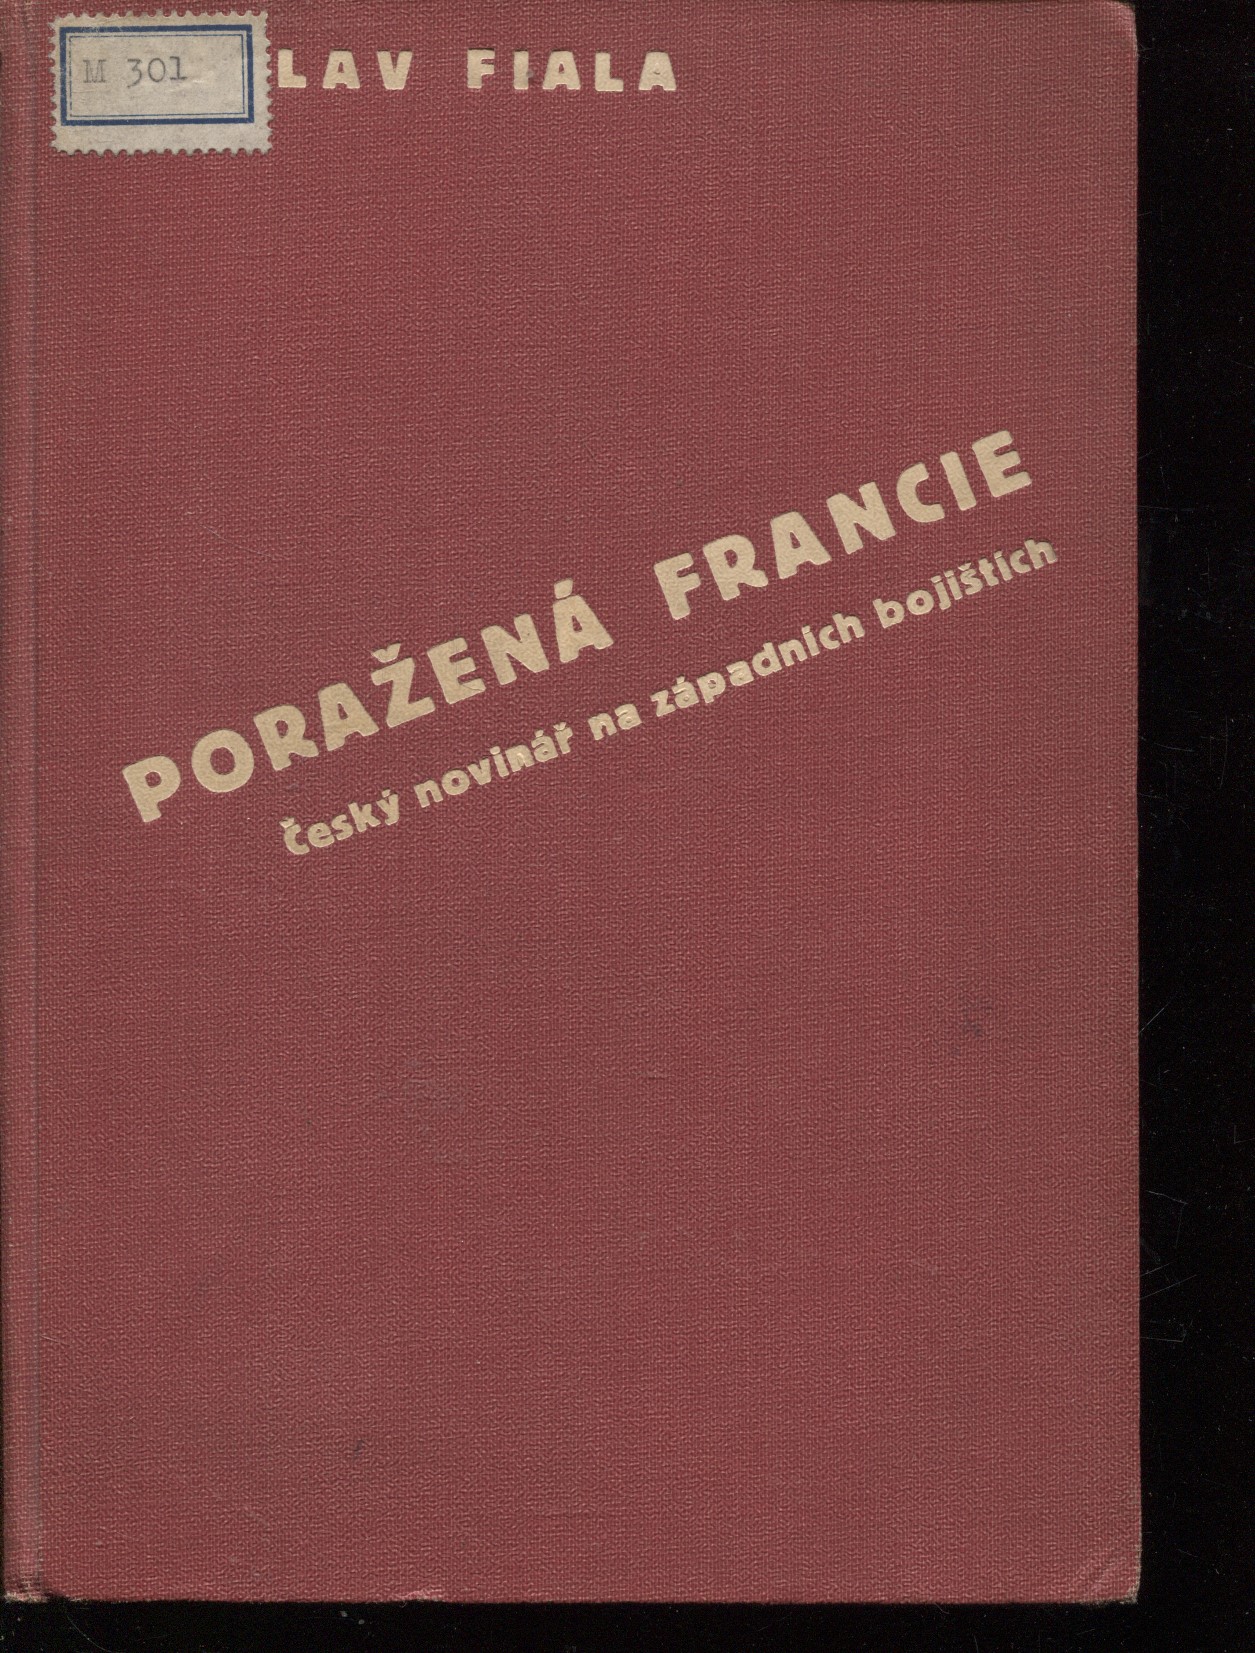 M 301
LAV FIALA
PORAŽENÁ FRANCIE
český novinář na západních bojištích